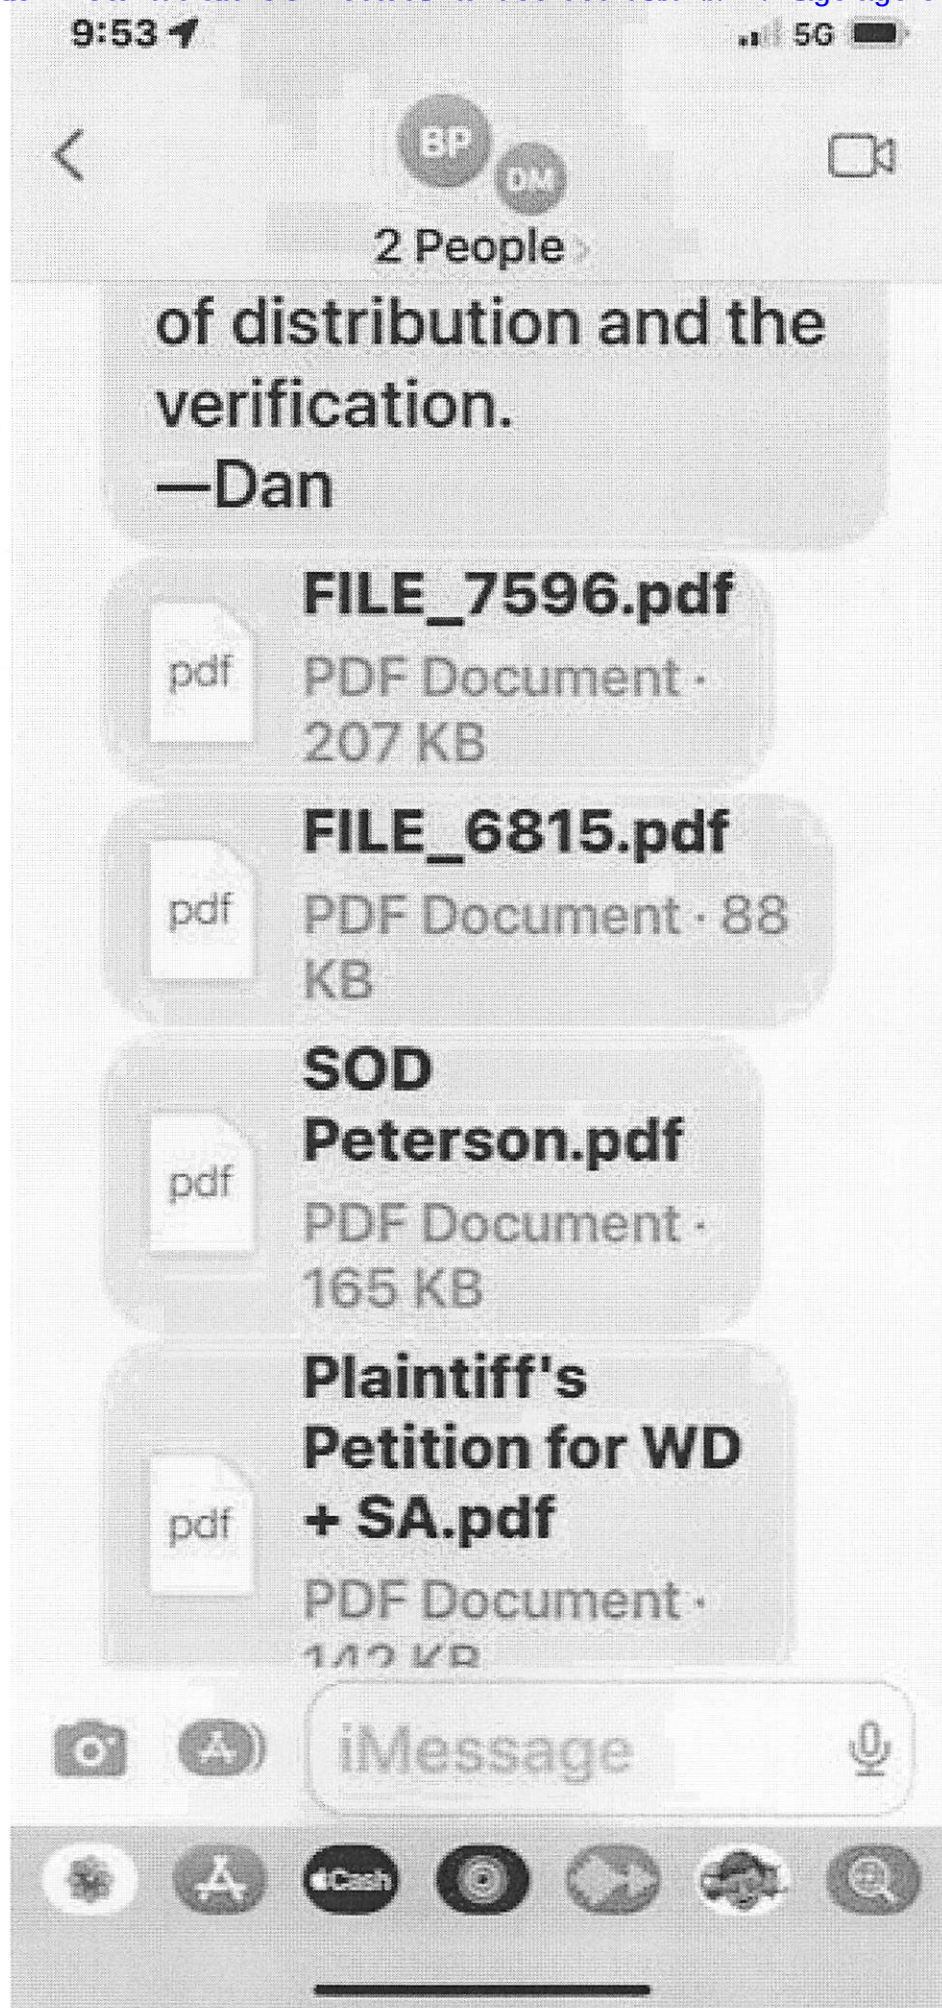 9:53
5G
BP
DM
2 People
of distribution and the
verification.
—Dan
FILE_7596.pdf
pdf
PDF Document ·
207 KB
FILE_6815.pdf
pdf
PDF Document · 88
KB
SOD
Peterson.pdf
pdf
PDF Document ·
165 KB
Plaintiff's
Petition for WD
+ SA.pdf
pdf
PDF Document ·
142 KB
iMessage
Cash